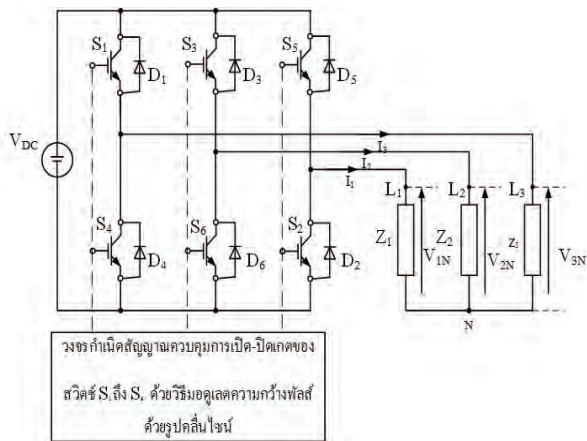 S1
S3
S5
D1
D3
D5
VDC
I3
I2
I1
L1
L2
L3
S4
S6
S2
D4
D6
D2
Z1
V1N
Z2
V2N
Z3
V3N
N
วงจรกำเนิดสัญญาณควบคุมการเปิด-ปิดเกตของ
สวิตช์ S1 ถึง S6 ด้วยวิธีมอดูเลตความกว้างพัลส์
ด้วยรูปคลื่นไซน์